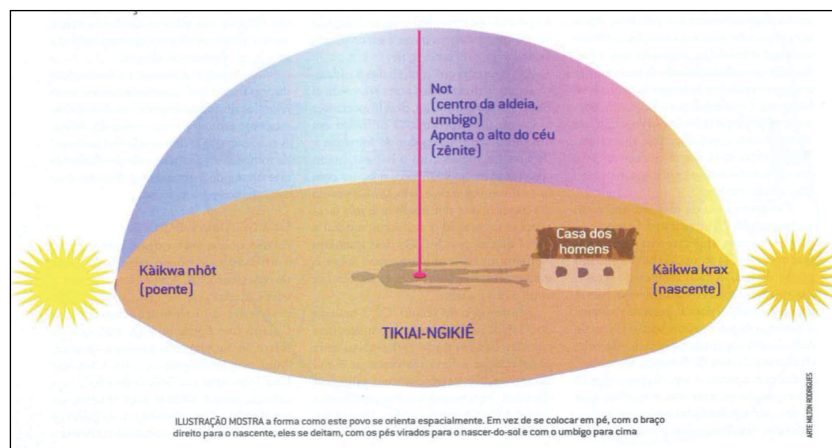 Not
(centro da aldeia,
umbigo)
Aponta o alto do céu
(zênite)
Casa dos
homens
Kàikwa nhôt
(poente)
Kàikwa krax
(nascente)
TIKIAI-NGIKIÊ
ARTE MILTON RODRIGUES
ILUSTRAÇÃO MOSTRA a forma como este povo se orienta espacialmente. Em vez de se colocar em pé, com o braço
direito para o nascente, eles se deitam, com os pés virados para o nascer-do-sol e com o umbigo para cima